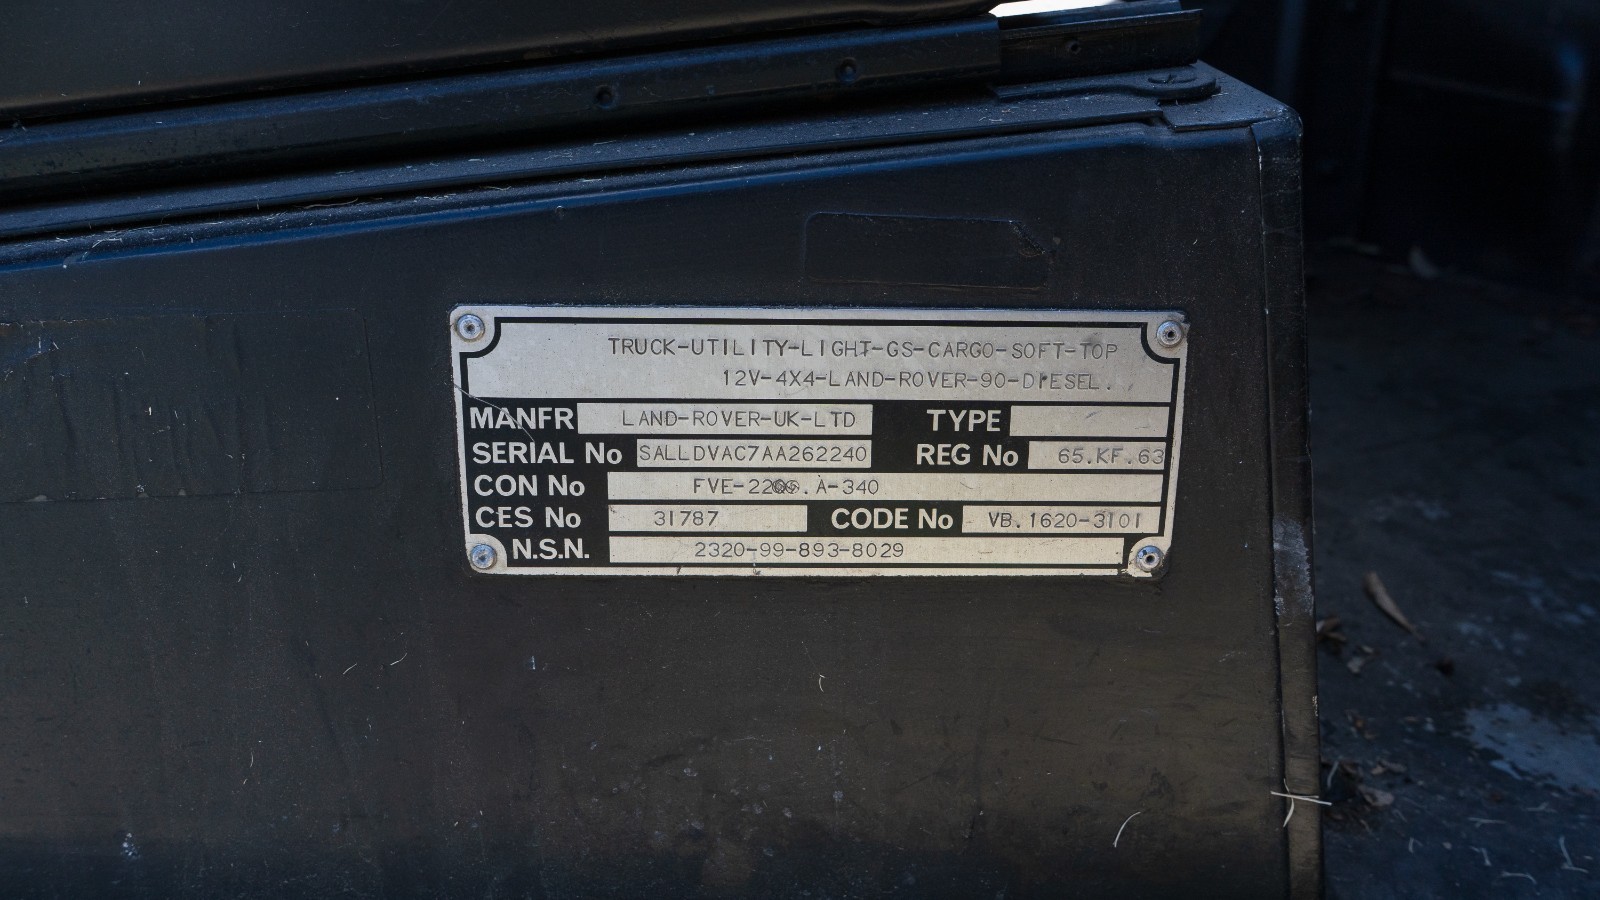 TRUCK-UTILITY-LIGHT-GS-CARGO-SOFT-TOP
12V-4X4-LAND-ROVER-90-DIESEL.
MANFR LAND-ROVER-UK-LTD TYPE
SERIAL No SALLDVAC7AA262240 REG No 65.KF.63
CON No A-340
CES No 31787 CODE No VB.1620-3101
N.S.N. 2320-99-893-8029